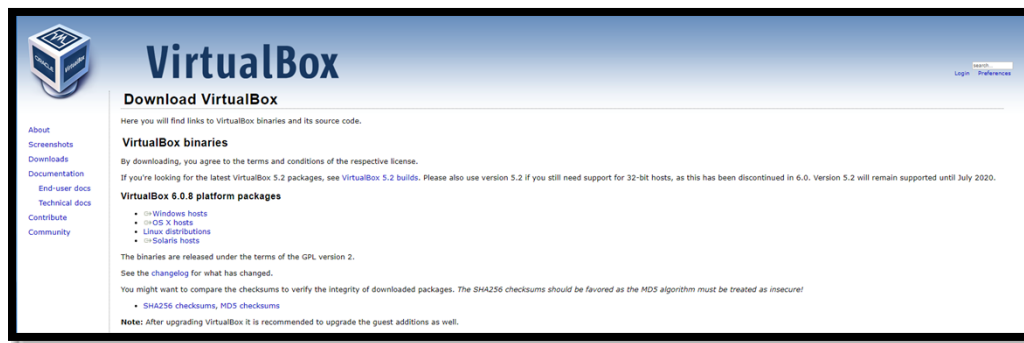 VirtualBox
search...
Login Preferences
Download VirtualBox
Here you will find links to VirtualBox binaries and its source code.
About
Screenshots
Downloads
Documentation
End-user docs
Technical docs
Contribute
Community
VirtualBox binaries
By downloading, you agree to the terms and conditions of the respective license.
If you're looking for the latest VirtualBox 5.2 packages, see VirtualBox 5.2 builds. Please also use version 5.2 if you still need support for 32-bit hosts, as this has been discontinued in 6.0. Version 5.2 will remain supported until July 2020.
VirtualBox 6.0.8 platform packages
Windows hosts
OS X hosts
Linux distributions
Solaris hosts
The binaries are released under the terms of the GPL version 2.
See the changelog for what has changed.
You might want to compare the checksums to verify the integrity of downloaded packages. The SHA256 checksums should be favored as the MD5 algorithm must be treated as insecure!
SHA256 checksums, MD5 checksums
Note: After upgrading VirtualBox it is recommended to upgrade the guest additions as well.